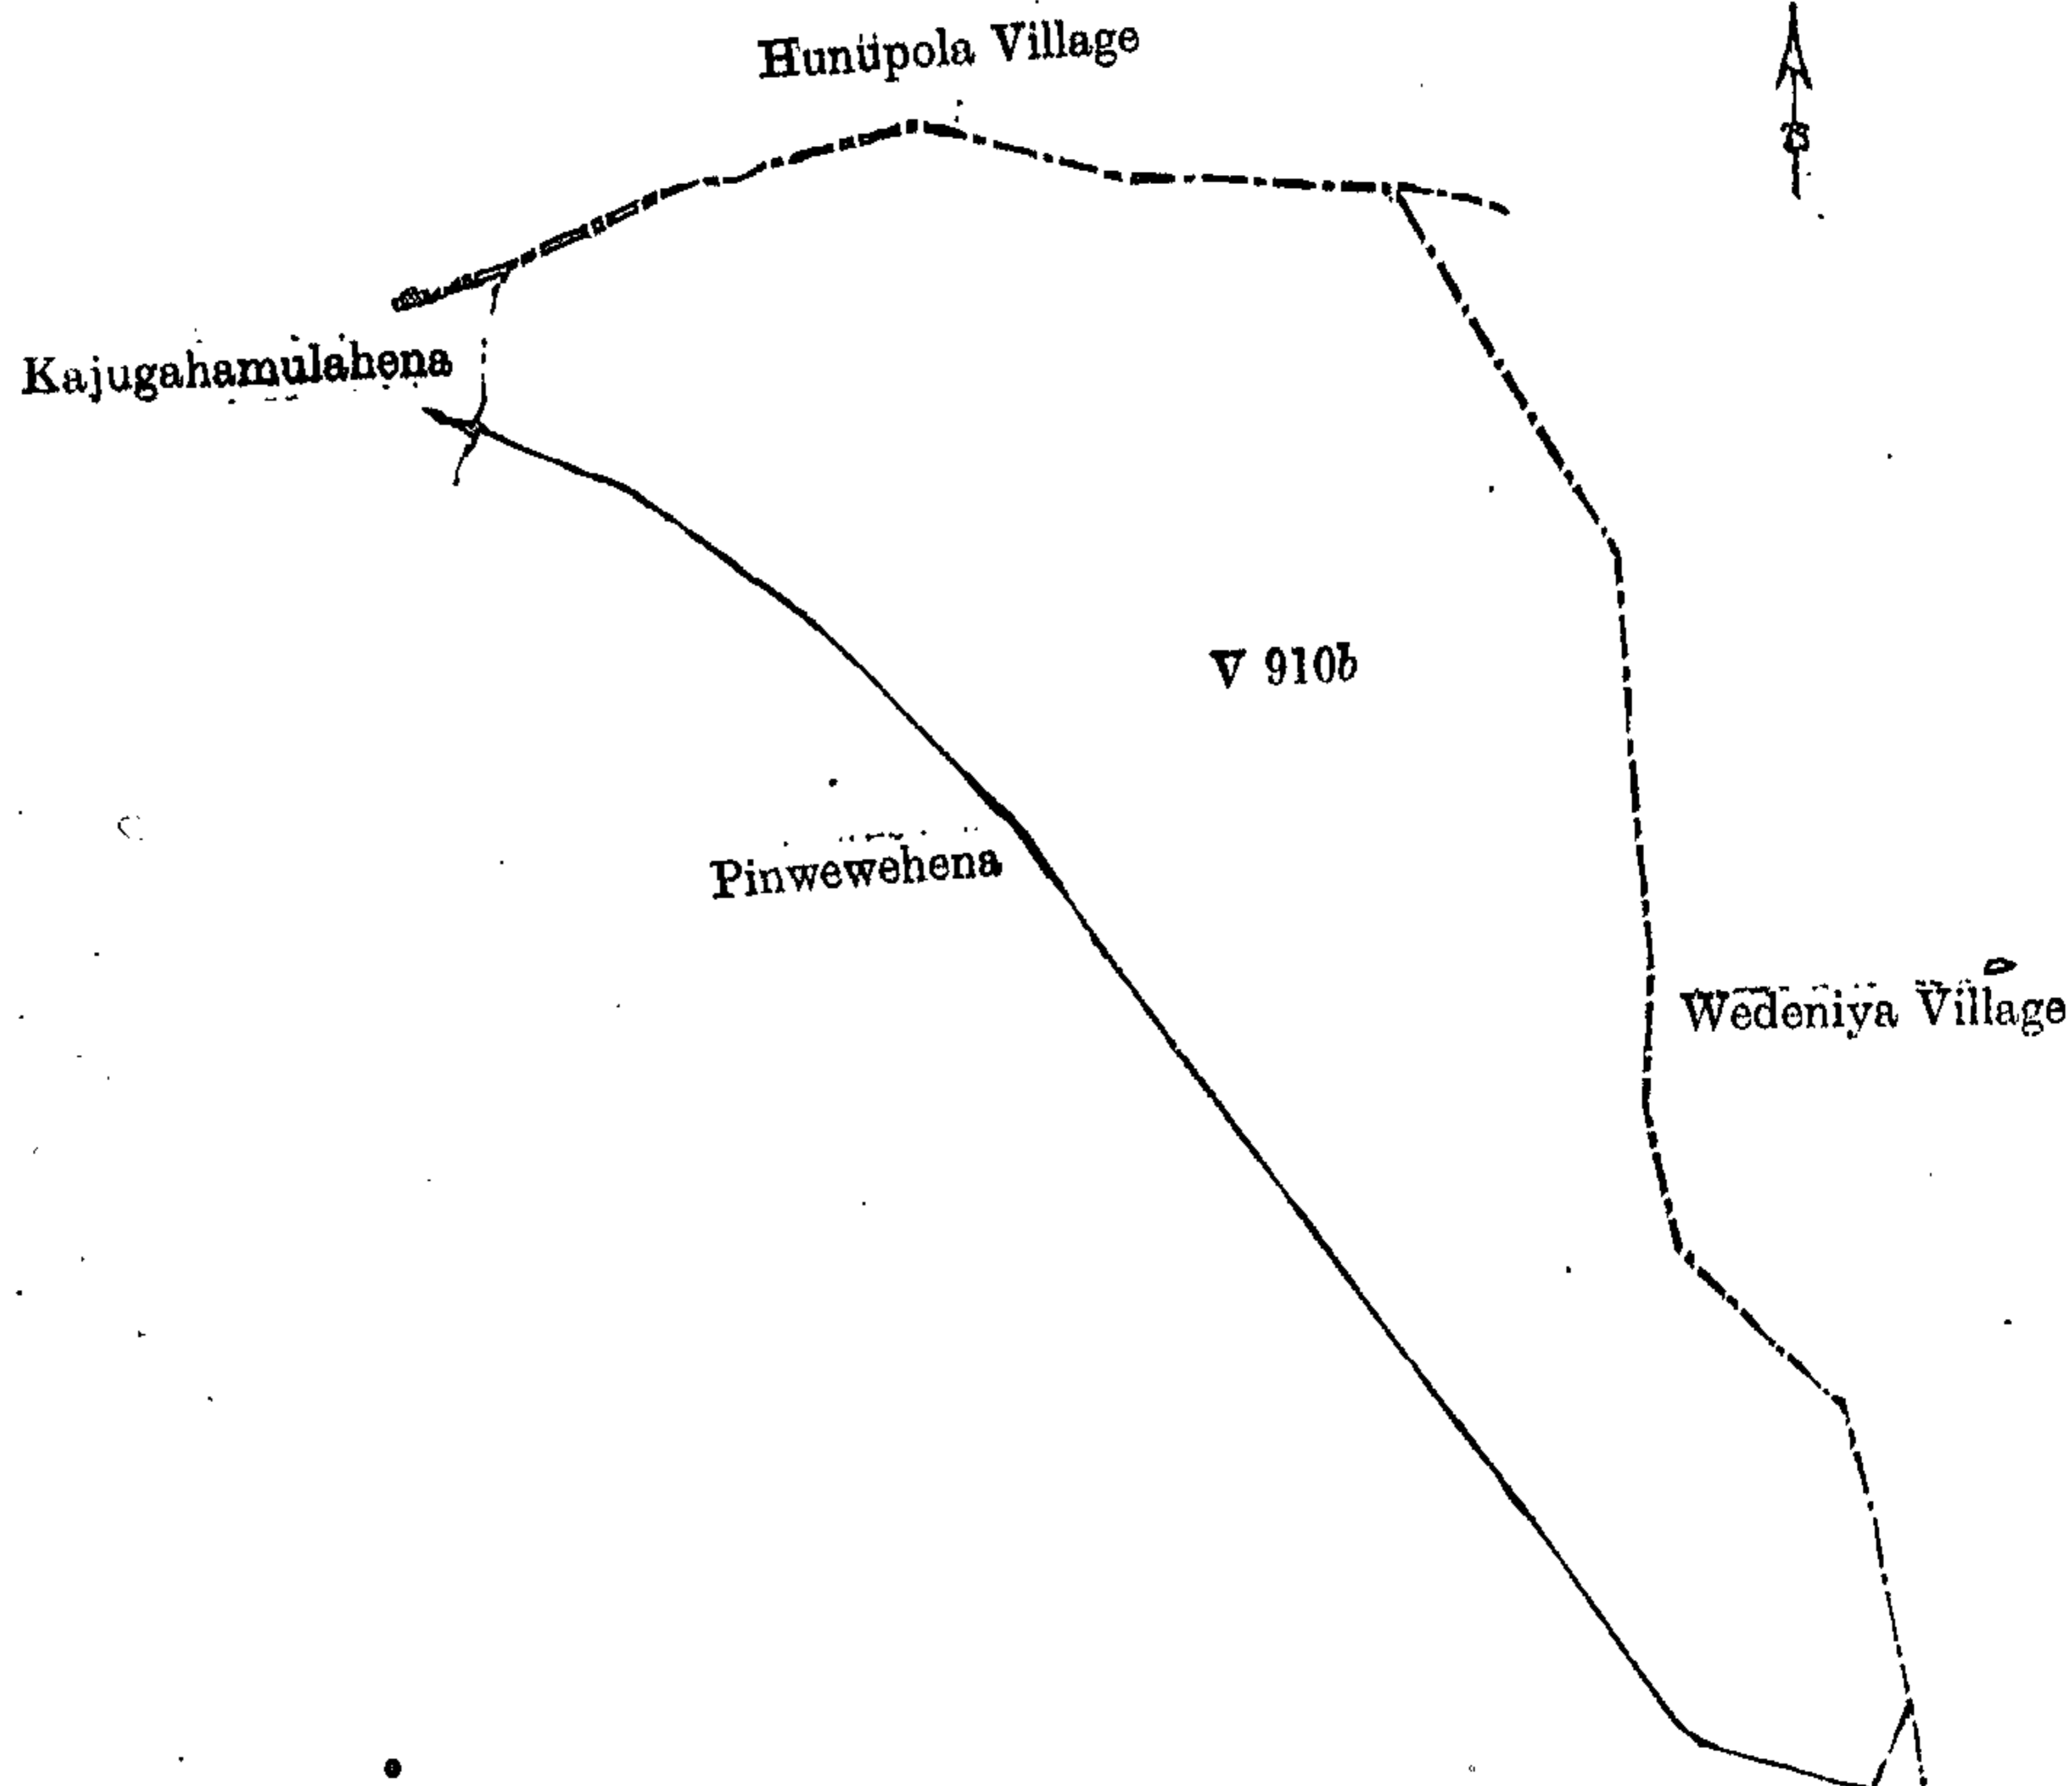 Hunupola Village
Kajugahamulahena
V 910b
Pinwewehena
Wedeniya Village